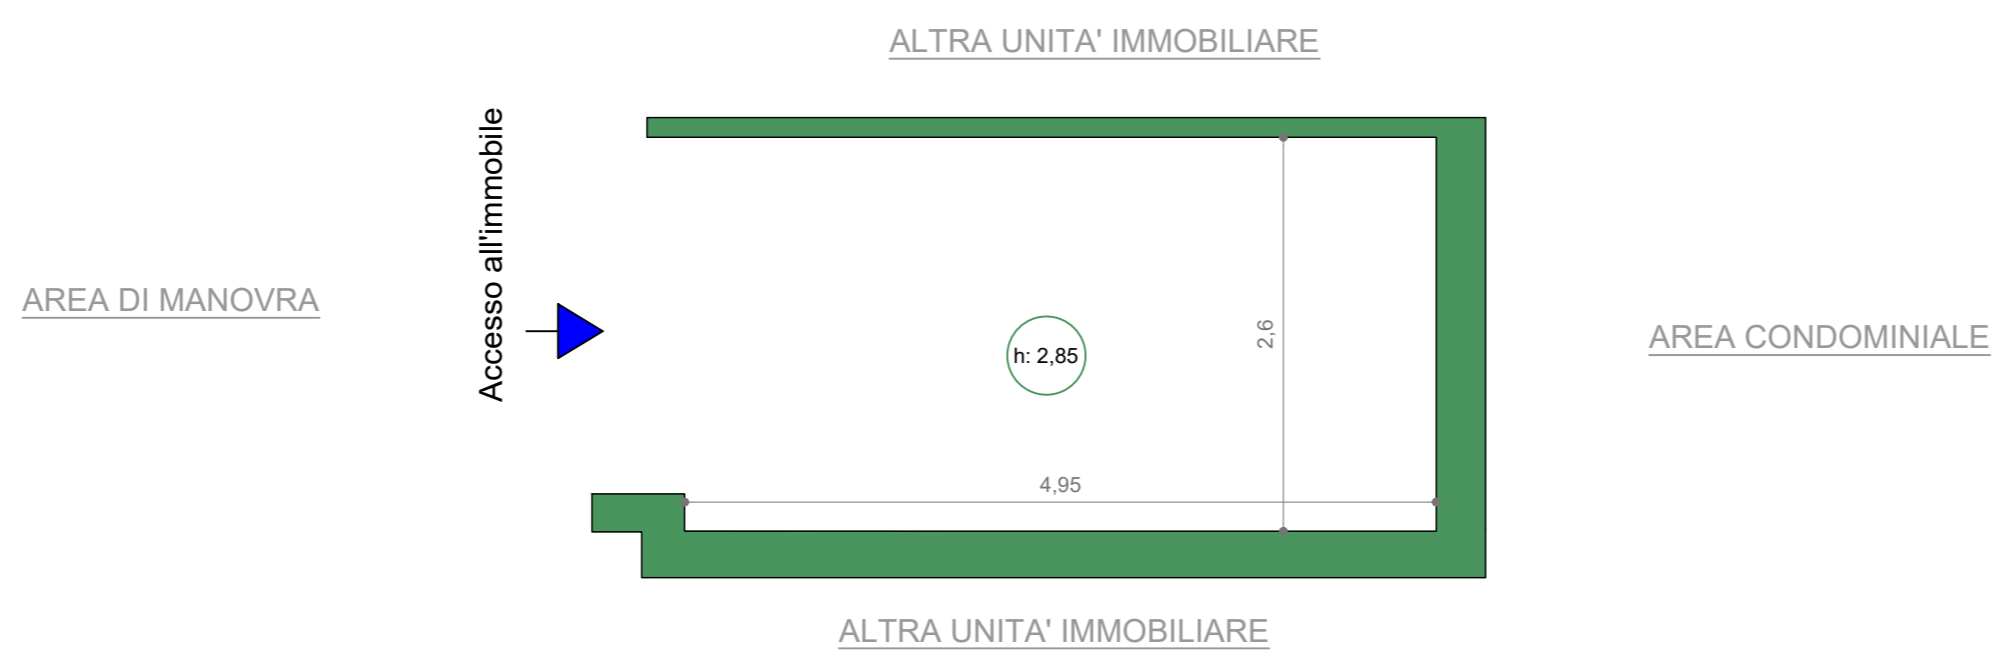 ALTRA UNITA' IMMOBILIARE
Accesso all'immobile
AREA DI MANOVRA
h: 2,85
2,6
AREA CONDOMINIALE
4,95
ALTRA UNITA' IMMOBILIARE